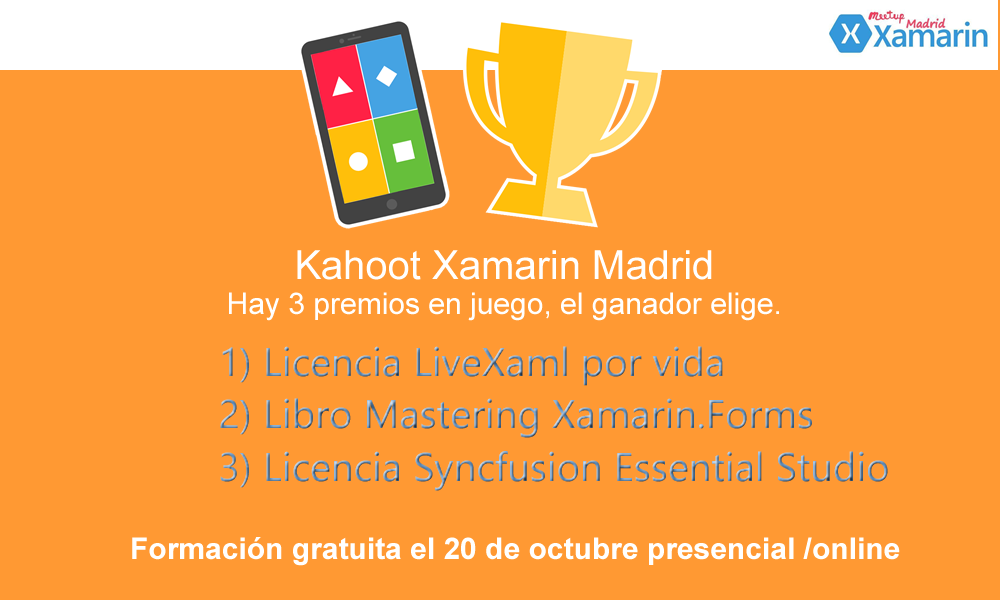 Meetup Madrid
X Xamarin
Kahoot Xamarin Madrid
Hay 3 premios en juego, el ganador elige.
1) Licencia LiveXaml por vida
2) Libro Mastering Xamarin.Forms
3) Licencia Syncfusion Essential Studio
Formación gratuita el 20 de octubre presencial /online